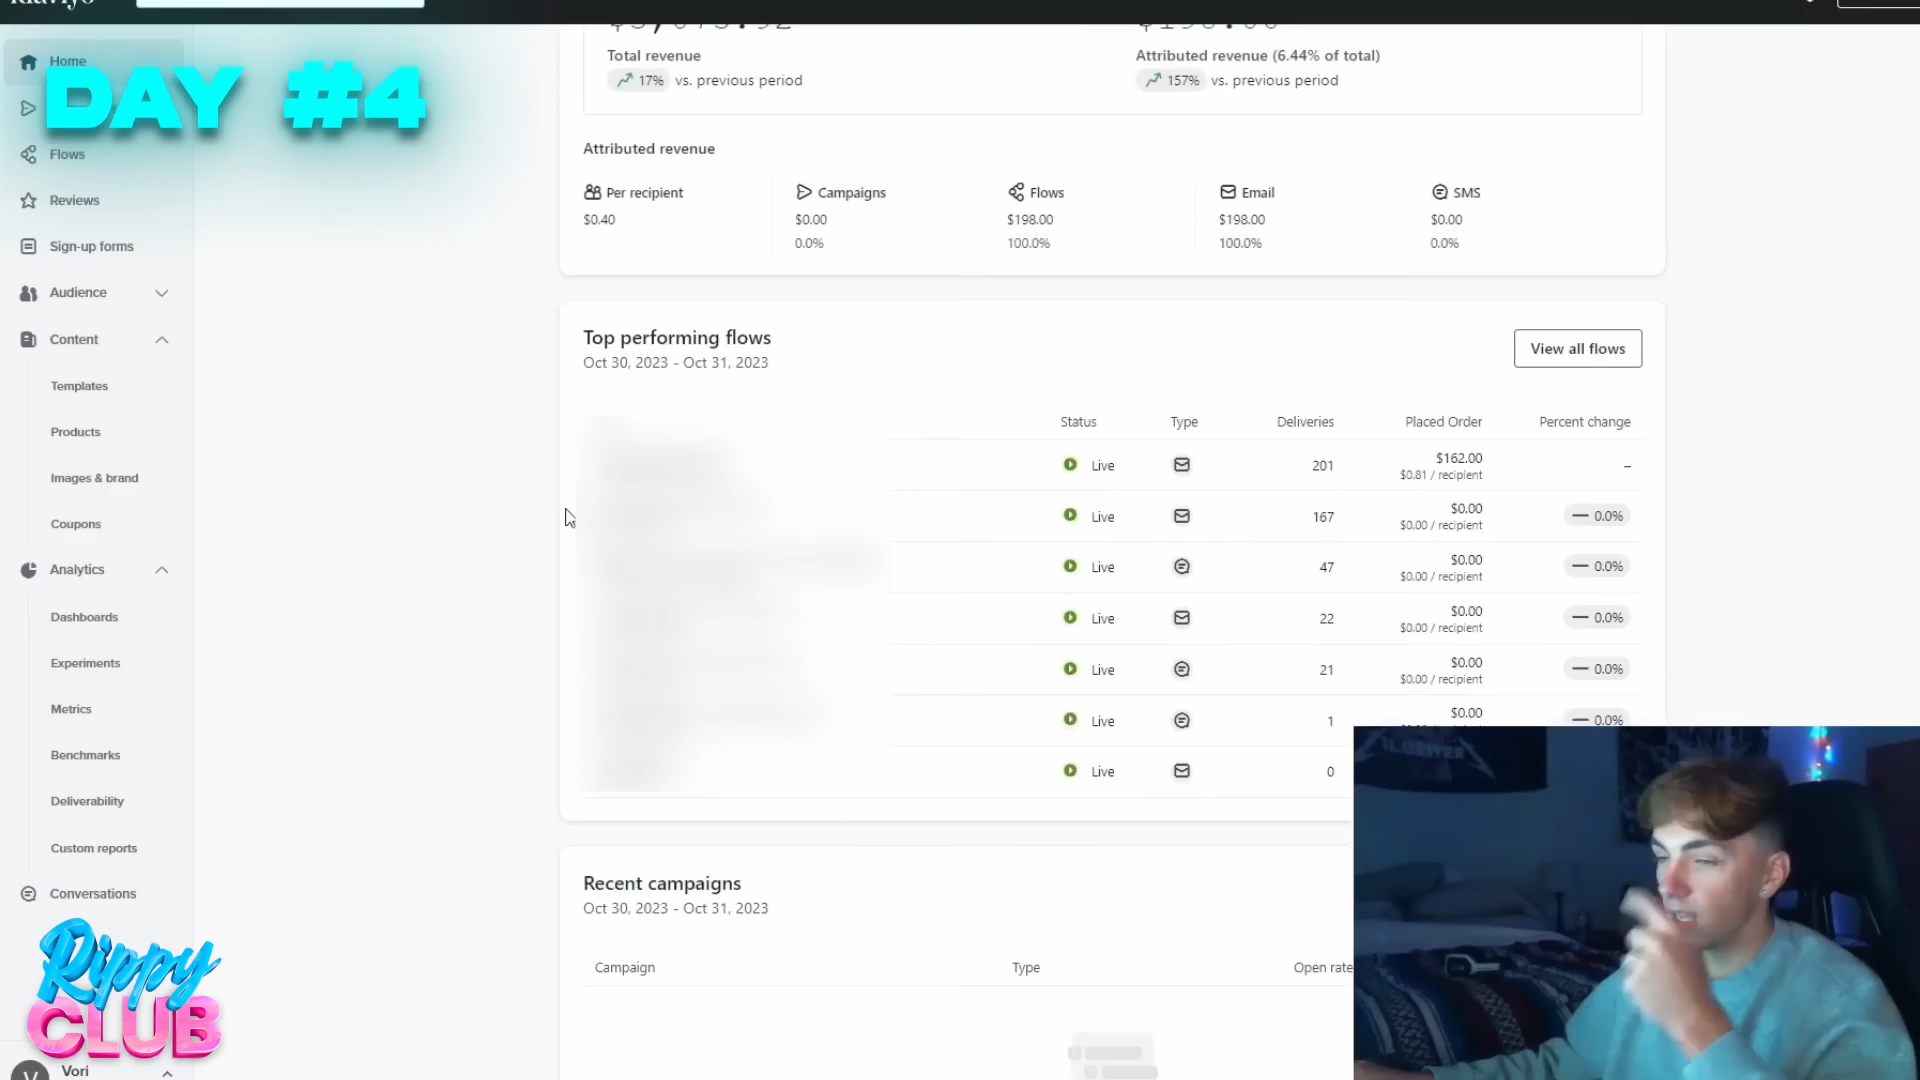 Home
DAY #4
Flows
Reviews
Sign-up forms
Audience
Content
Templates
Products
Images & brand
Coupons
Analytics
Dashboards
Experiments
Metrics
Benchmarks
Deliverability
Custom reports
Conversations
Rippy
CLUB
V Vori
Total revenue
17% vs. previous period
Attributed revenue (6.44% of total)
157% vs. previous period
Attributed revenue
Per recipient Campaigns Flows Email SMS
$0.40 $0.00 $198.00 $198.00 $0.00
0.0% 100.0% 100.0% 0.0%
Top performing flows
Oct 30, 2023 - Oct 31, 2023
View all flows
Status Type Deliveries Placed Order Percent change
Live 201 $162.00 –
$0.81 / recipient
Live 167 $0.00 — 0.0%
$0.00 / recipient
Live 47 $0.00 — 0.0%
$0.00 / recipient
Live 22 $0.00 — 0.0%
$0.00 / recipient
Live 21 $0.00 — 0.0%
$0.00 / recipient
Live 1 $0.00 — 0.0%
Live 0
Recent campaigns
Oct 30, 2023 - Oct 31, 2023
Campaign Type Open rate